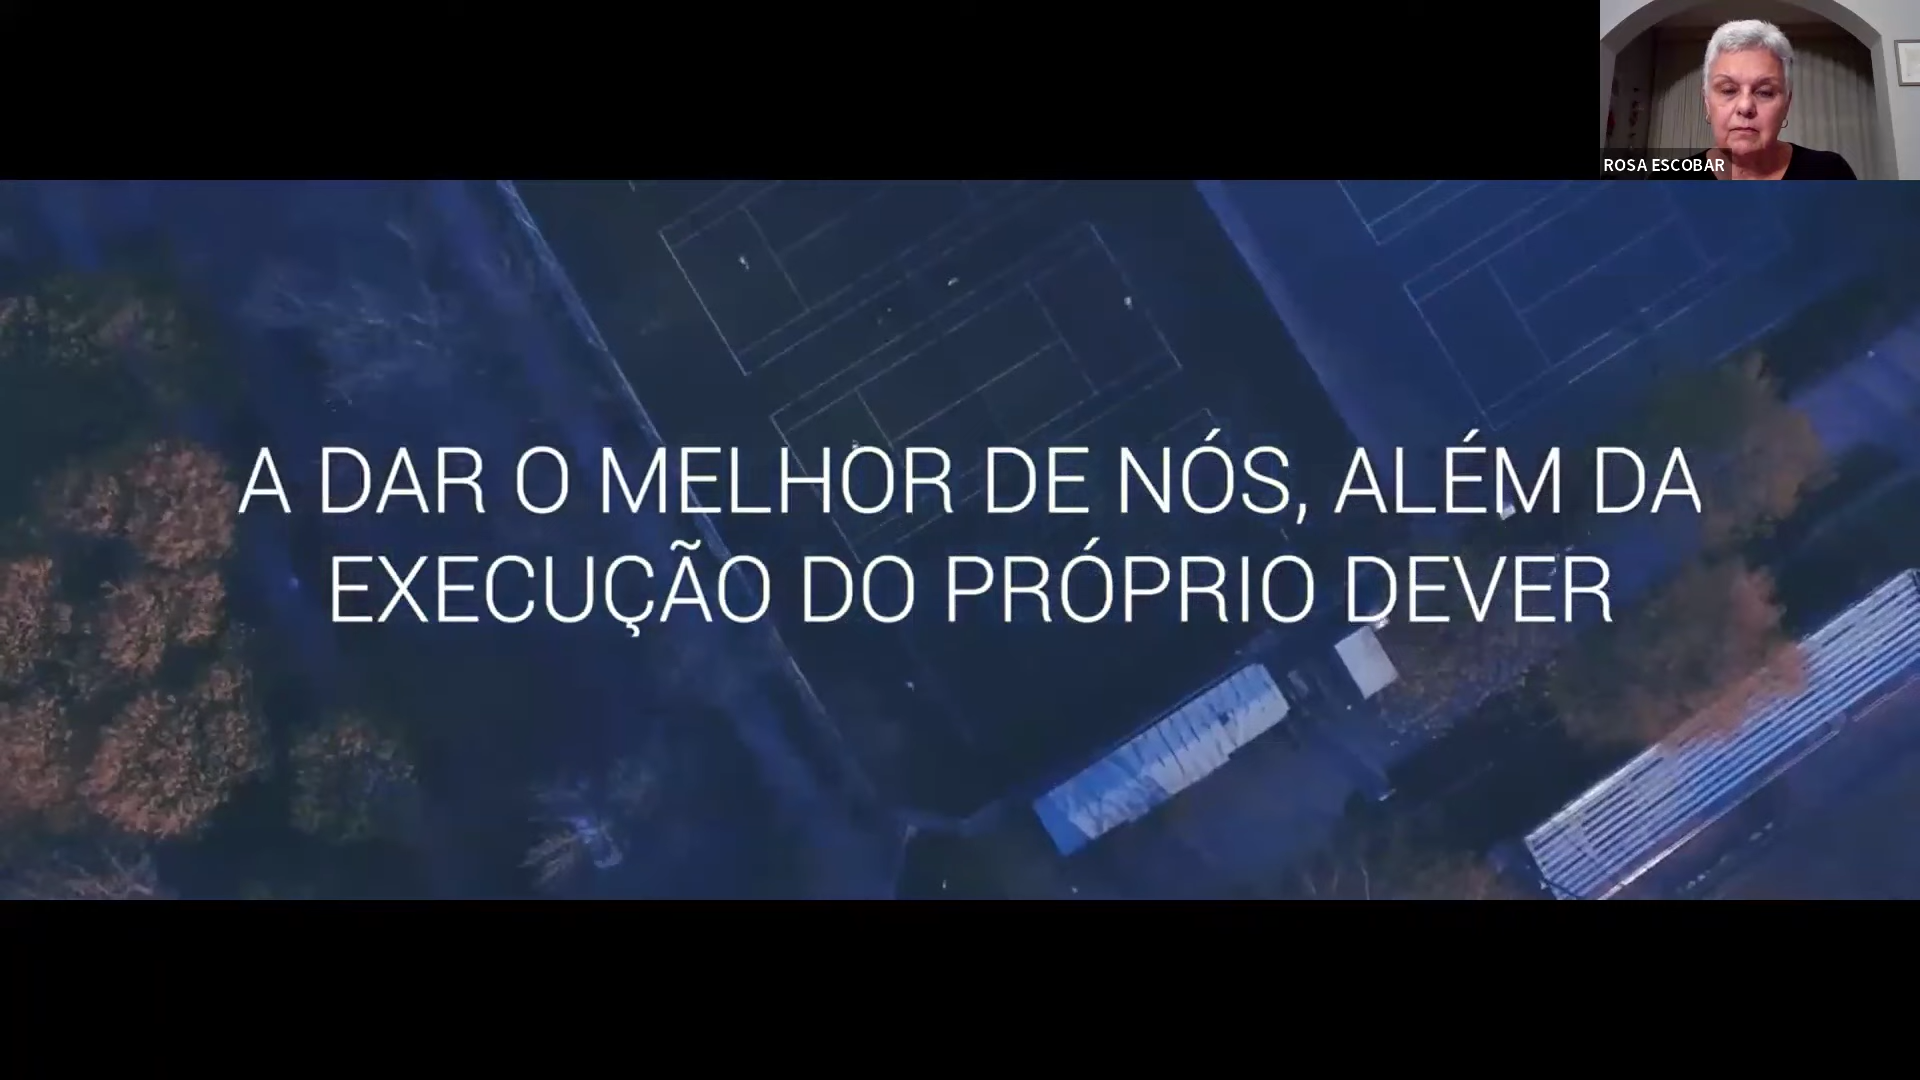 ROSA ESCOBAR
A DAR O MELHOR DE NÓS, ALÉM DA
EXECUÇÃO DO PRÓPRIO DEVER